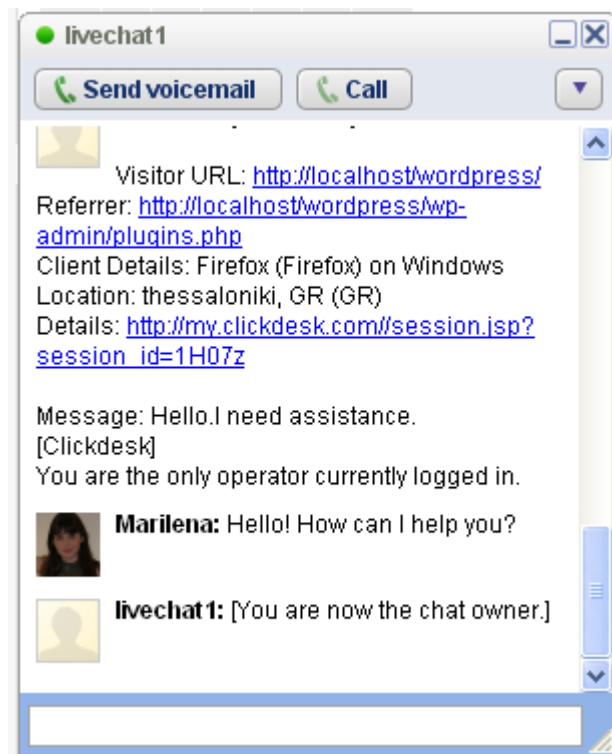 livechat1
Send voicemail
Call
Visitor URL: http://localhost/wordpress/
Referrer: http://localhost/wordpress/wp-
admin/plugins.php
Client Details: Firefox (Firefox) on Windows
Location: thessaloniki, GR (GR)
Details: http://my.clickdesk.com//session.jsp?
session_id=1H07z
Message: Hello.I need assistance.
[Clickdesk]
You are the only operator currently logged in.
Marilena: Hello! How can I help you?
livechat1: [You are now the chat owner.]